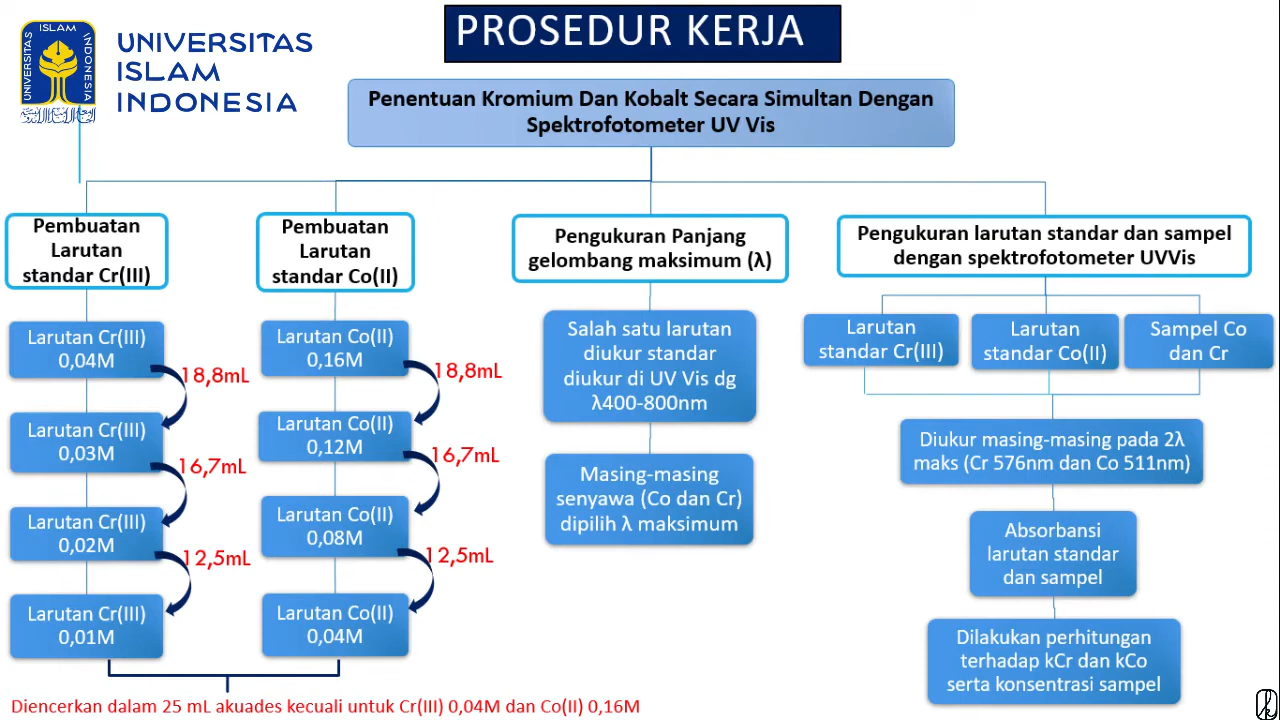 PROSEDUR KERJA
ISLAM
UNIVERSITAS
INDONESIA
UNIVERSITAS
ISLAM
INDONESIA
Penentuan Kromium Dan Kobalt Secara Simultan Dengan
Spektrofotometer UV Vis
Pembuatan
Larutan
standar Cr(III)
Larutan Cr(III)
0,04M
18,8mL
Larutan Cr(III)
0,03M
16,7mL
Larutan Cr(III)
0,02M
12,5mL
Larutan Cr(III)
0,01M
Pembuatan
Larutan
standar Co(II)
Larutan Co(II)
0,16M
18,8mL
Larutan Co(II)
0,12M
16,7mL
Larutan Co(II)
0,08M
12,5mL
Larutan Co(II)
0,04M
Diencerkan dalam 25 mL akuades kecuali untuk Cr(III) 0,04M dan Co(II) 0,16M
Pengukuran Panjang
gelombang maksimum (λ)
Salah satu larutan
diukur standar
diukur di UV Vis dg
λ400-800nm
Masing-masing
senyawa (Co dan Cr)
dipilih λ maksimum
Pengukuran larutan standar dan sampel
dengan spektrofotometer UVVis
Larutan
standar Cr(III)
Larutan
standar Co(II)
Sampel Co
dan Cr
Diukur masing-masing pada 2λ
maks (Cr 576nm dan Co 511nm)
Absorbansi
larutan standar
dan sampel
Dilakukan perhitungan
terhadap kCr dan kCo
serta konsentrasi sampel